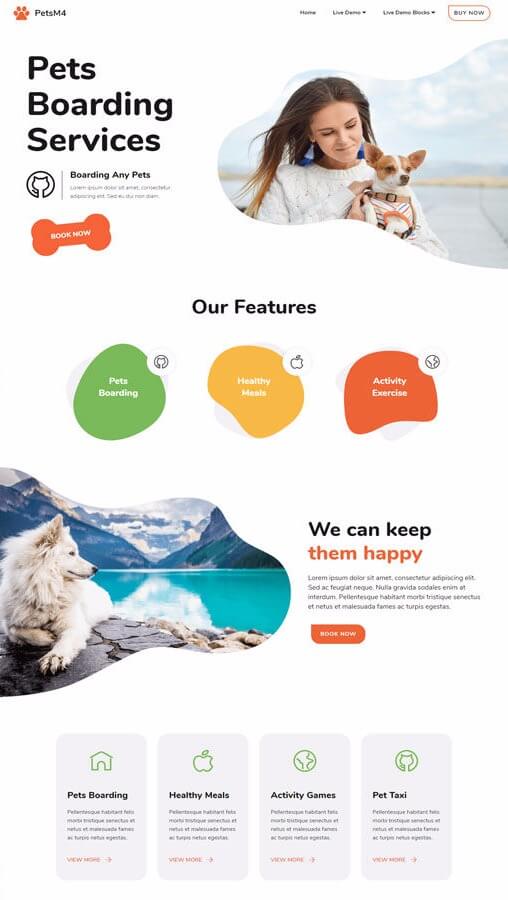 PetsM4
Home
Live Demo
Live Demo Blocks
BUY NOW
Pets
Boarding
Services
Boarding Any Pets
Lorem ipsum dolor sit amet, consectetur
adipiscing elit. Sed eu dui non diam.
BOOK NOW
Our Features
Pets
Boarding
Healthy
Meals
Activity
Exercise
We can keep
them happy
Lorem ipsum dolor sit amet, consectetur adipiscing elit.
Sed ac feugiat neque. Nulla gravida sodales enim at
interdum. Pellentesque habitant morbi tristique senectus
et netus et malesuada fames ac turpis egestas.
BOOK NOW
Pets Boarding
Pellentesque habitant felis
morbi tristique senectus et
netus et malesuada fames
ac turpis egestas.
VIEW MORE
Healthy Meals
Pellentesque habitant felis
morbi tristique senectus et
netus et malesuada fames
ac turpis egestas.
VIEW MORE
Activity Games
Pellentesque habitant felis
morbi tristique senectus et
netus et malesuada fames
ac turpis egestas.
VIEW MORE
Pet Taxi
Pellentesque habitant felis
morbi tristique senectus et
netus et malesuada fames
ac turpis egestas.
VIEW MORE